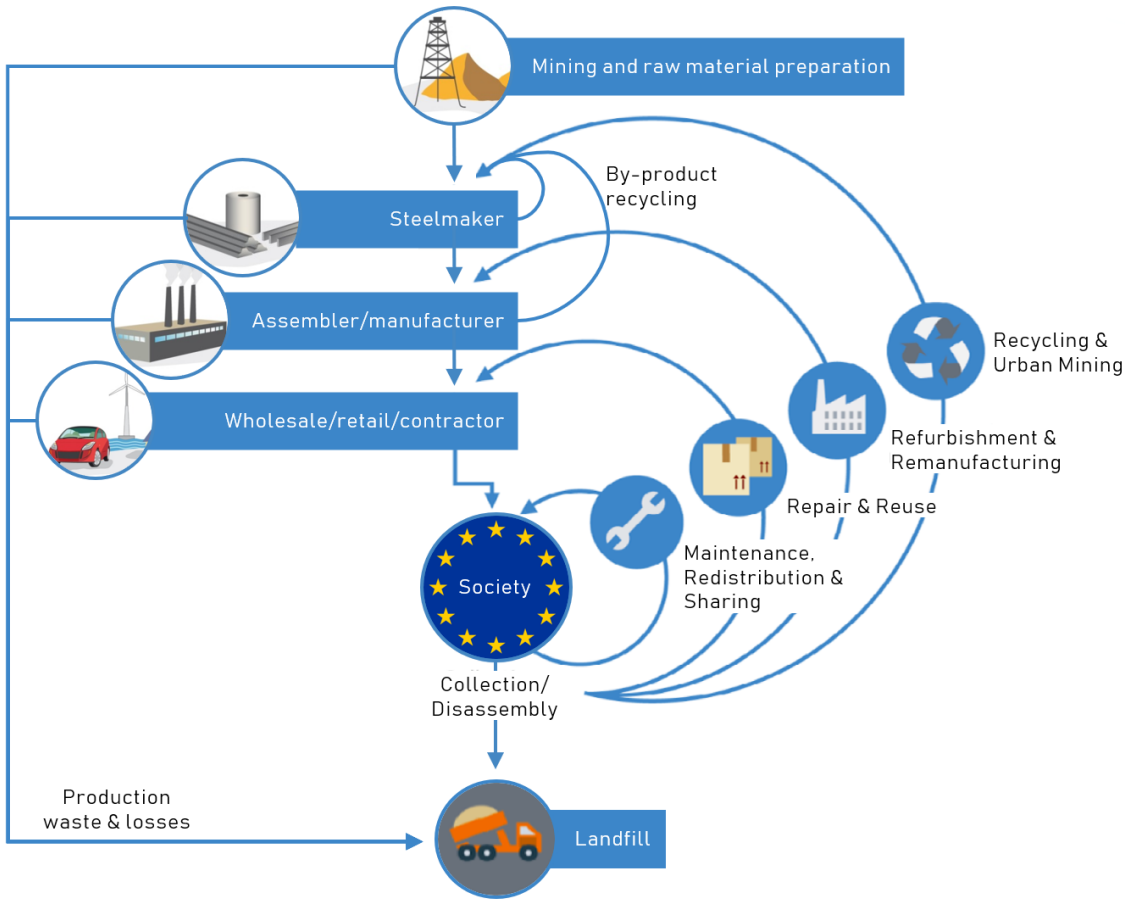 Mining and raw material preparation
By-product
recycling
Steelmaker
Assembler/manufacturer
Recycling &
Urban Mining
Wholesale/retail/contractor
Refurbishment &
Remanufacturing
Repair & Reuse
Maintenance,
Redistribution &
Sharing
Society
Collection/
Disassembly
Production
waste & losses
Landfill